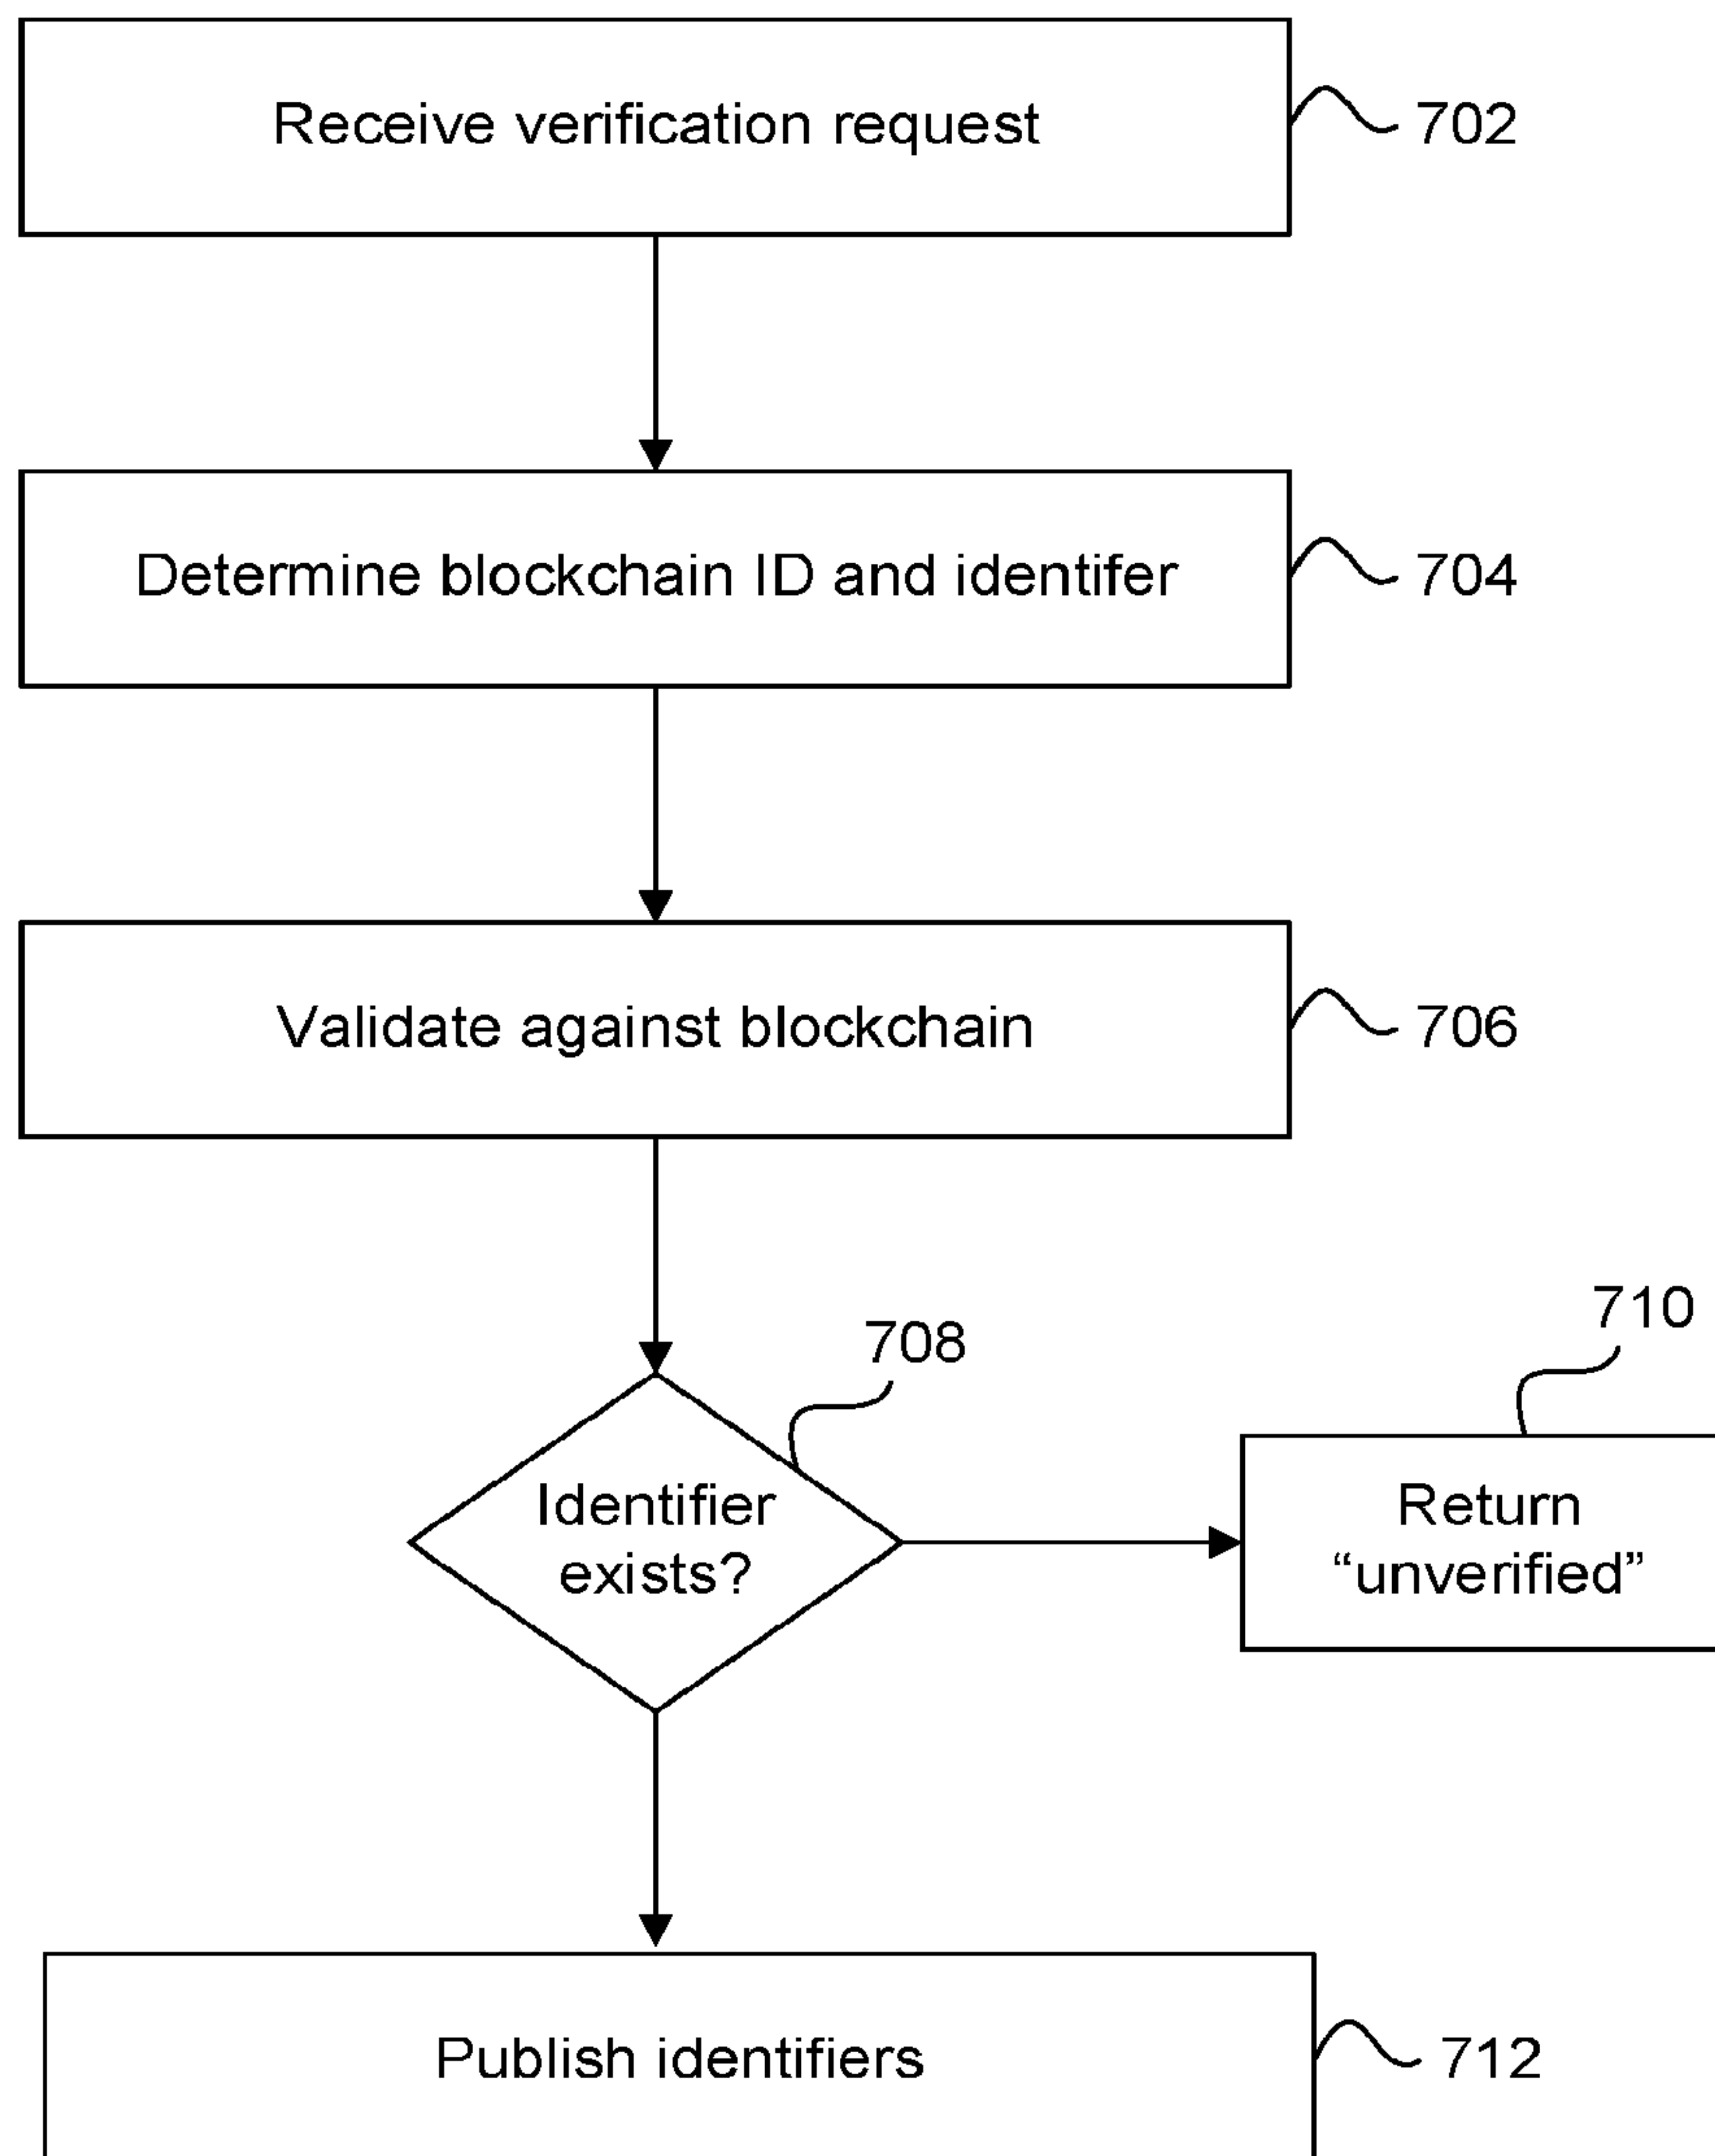 Receive verification request
702
Determine blockchain ID and identifer
704
Validate against blockchain
706
708
710
Identifier
exists?
Return
“unverified”
Publish identifiers
712